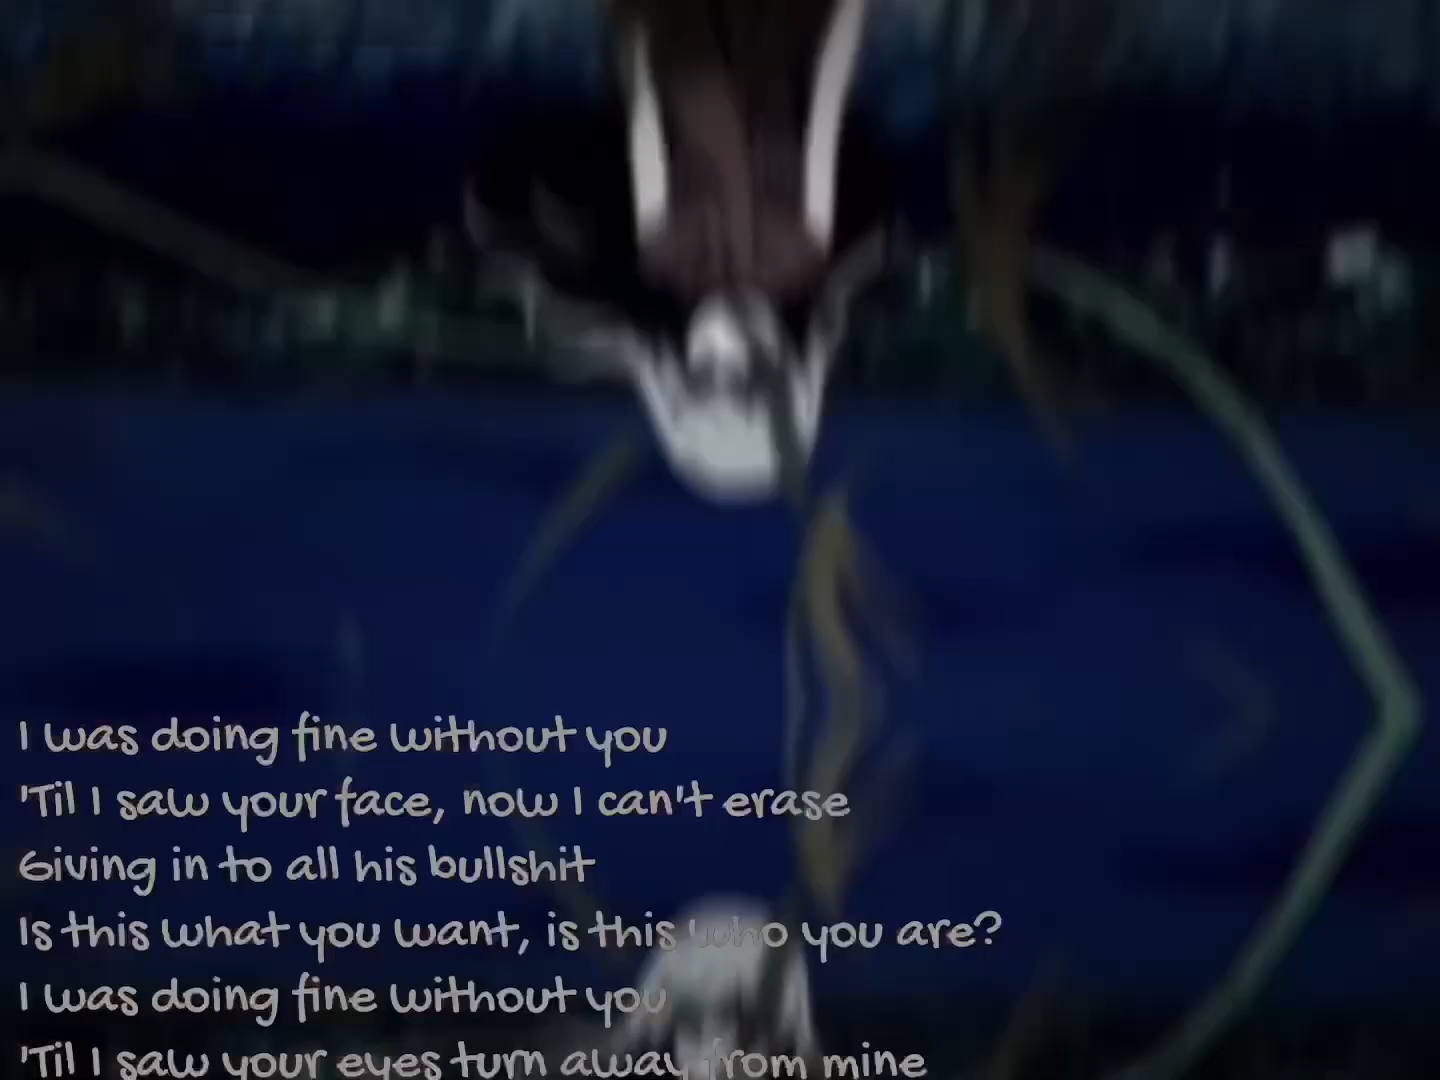 I was doing fine without you
'Til I saw your face, now I can't erase
Giving in to all his bullshit
Is this what you want, is this who you are?
I was doing fine without you
'Til I saw your eyes turn away from mine